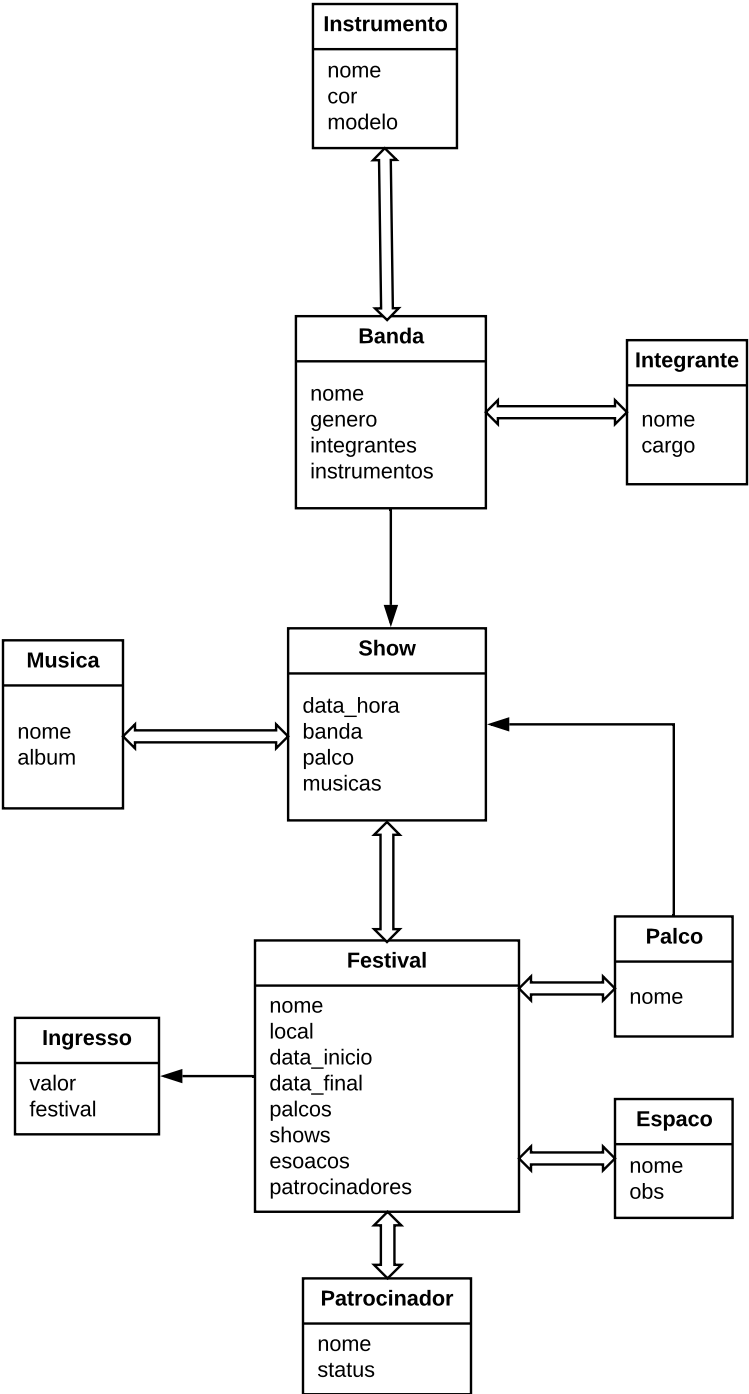 Instrumento
nome
cor
modelo
Banda
nome
genero
integrantes
instrumentos
Integrante
nome
cargo
Musica
nome
album
Show
data_hora
banda
palco
musicas
Palco
nome
Festival
nome
local
data_inicio
data_final
palcos
shows
esoacos
patrocinadores
Ingresso
valor
festival
Espaco
nome
obs
Patrocinador
nome
status